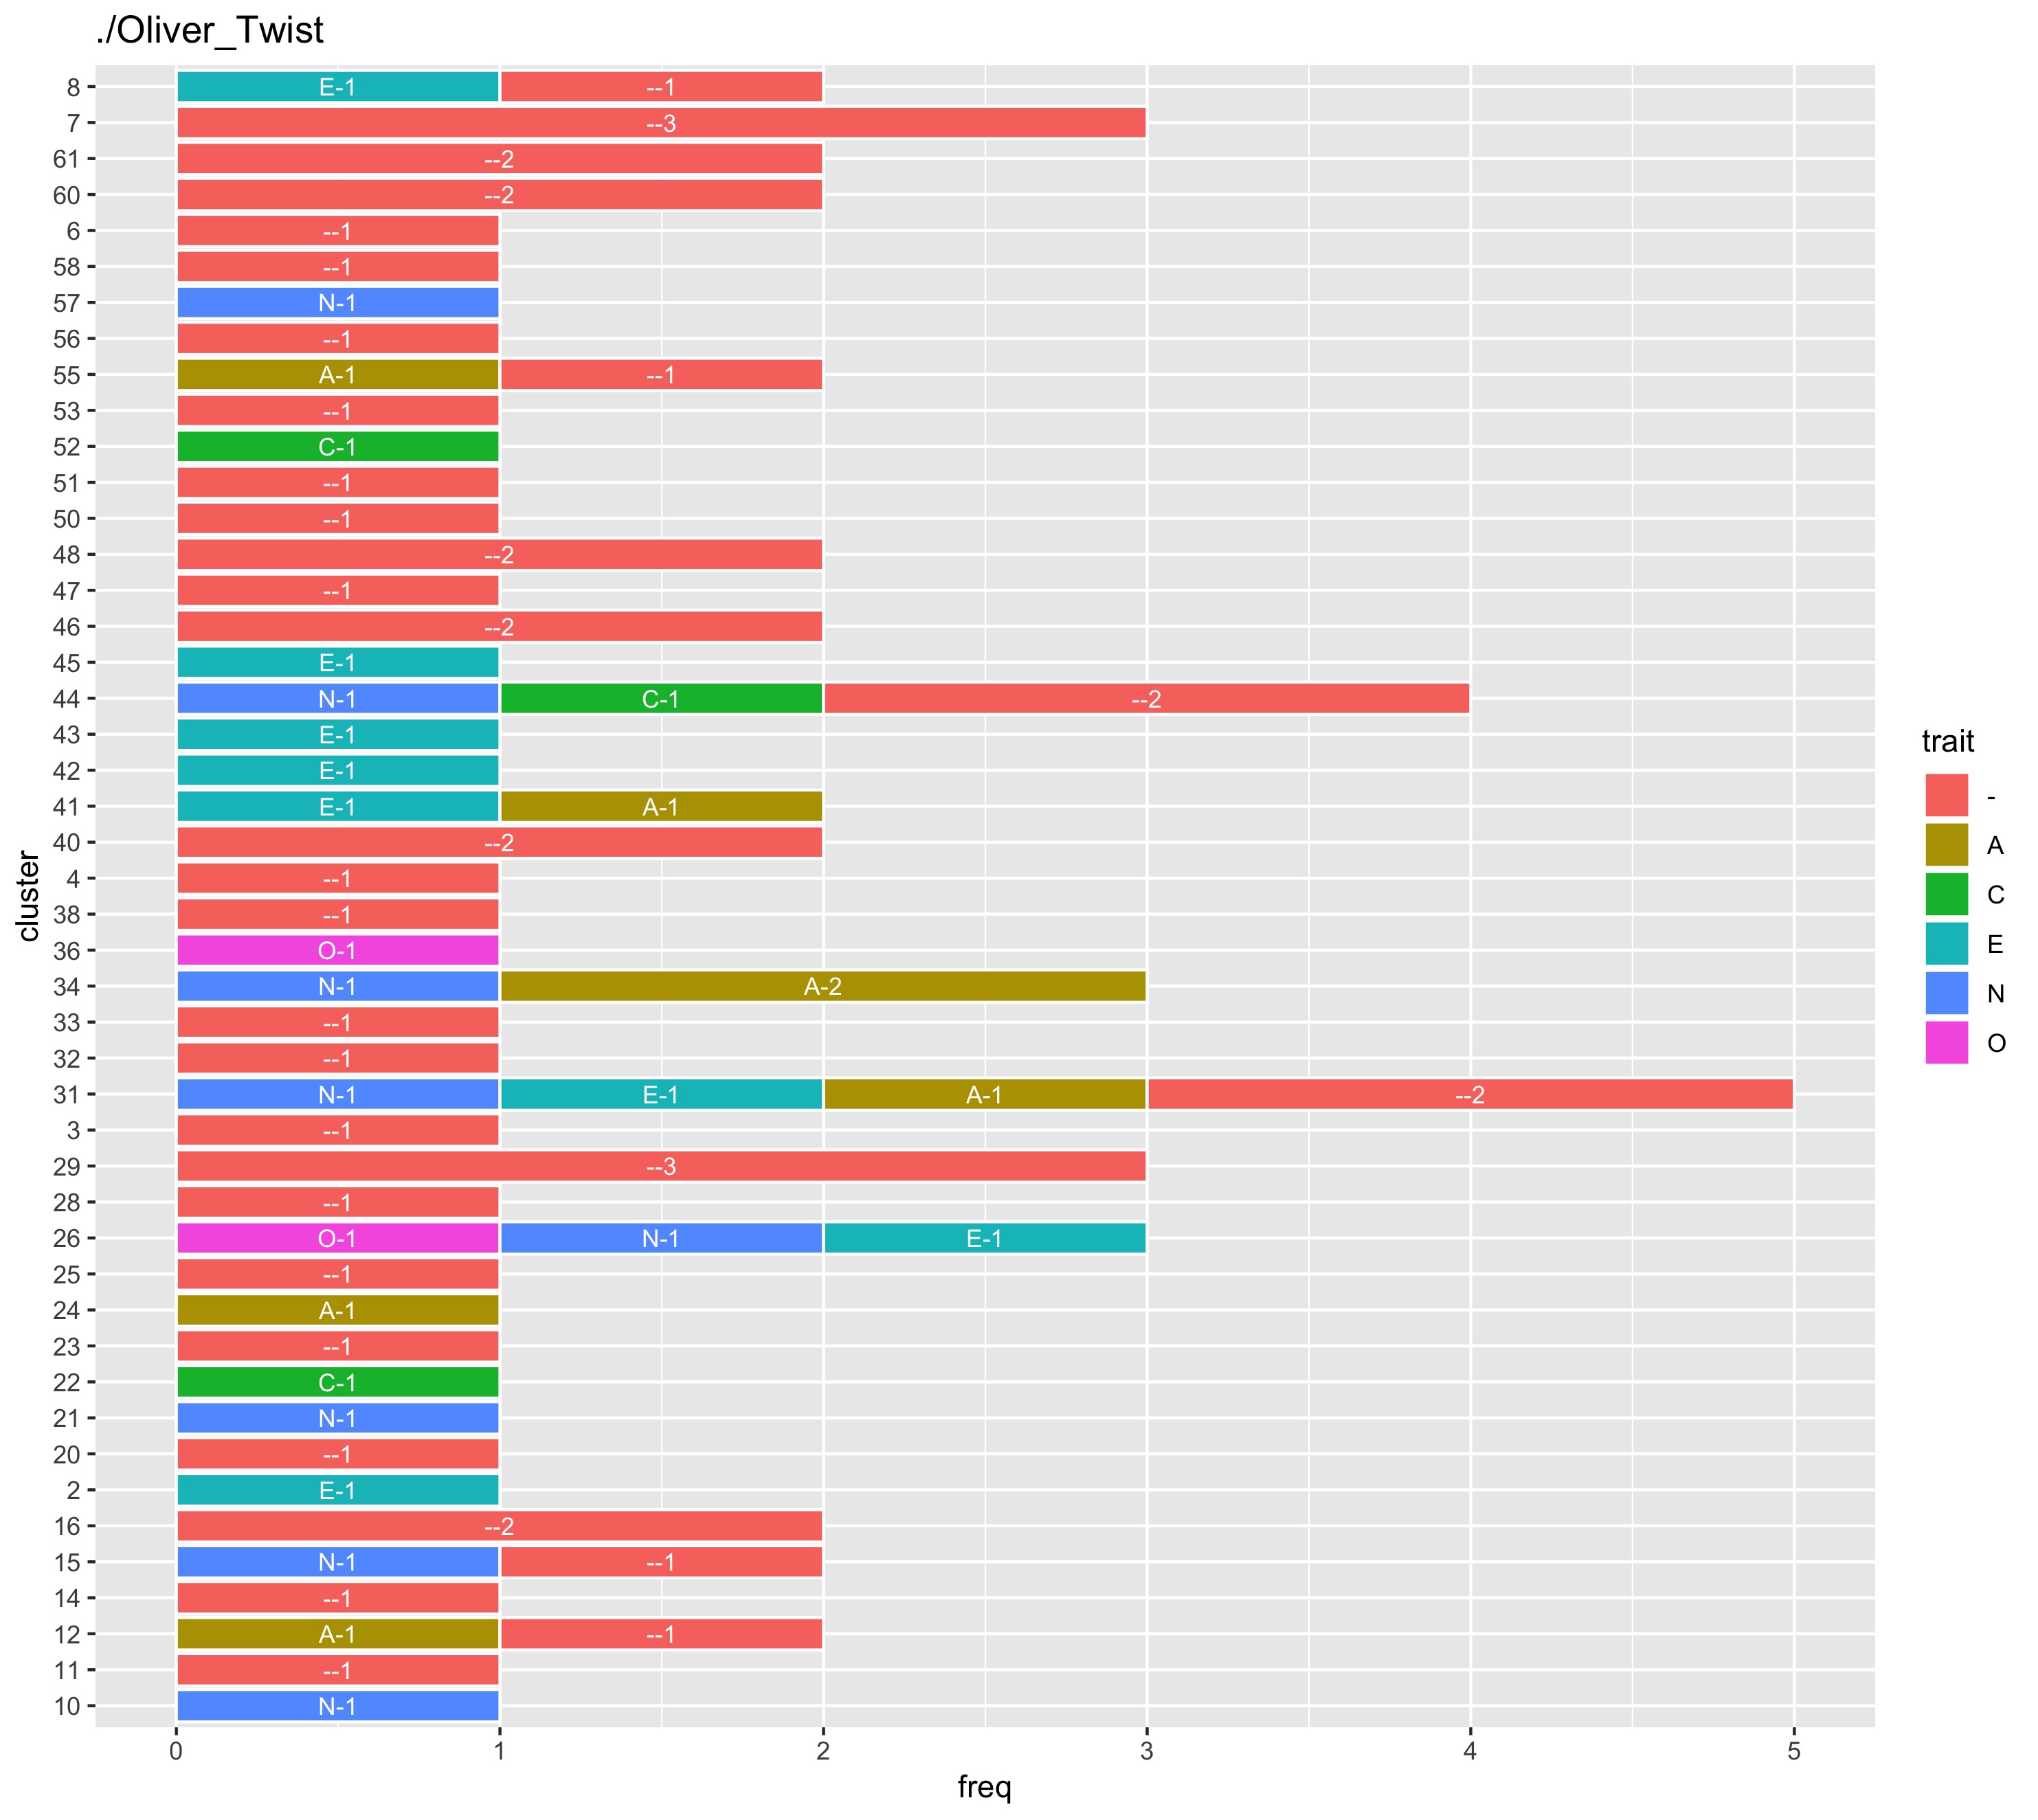 ./Oliver_Twist
8 E-1 --1
7 --3
61 --2
60 --2
6 --1
58 --1
57 N-1
56 --1
55 A-1 --1
53 --1
52 C-1
51 --1
50 --1
48 --2
47 --1
46 --2
45 E-1
44 N-1 C-1 --2
43 E-1
42 E-1
41 E-1 A-1
40 --2
4 --1
38 --1
36 O-1
34 N-1 A-2
33 --1
32 --1
31 N-1 E-1 A-1 --2
3 --1
29 --3
28 --1
26 O-1 N-1 E-1
25 --1
24 A-1
23 --1
22 C-1
21 N-1
20 --1
2 E-1
16 --2
15 N-1 --1
14 --1
12 A-1 --1
11 --1
10 N-1
0 1 2 3 4 5
freq
cluster
trait
-
A
C
E
N
O